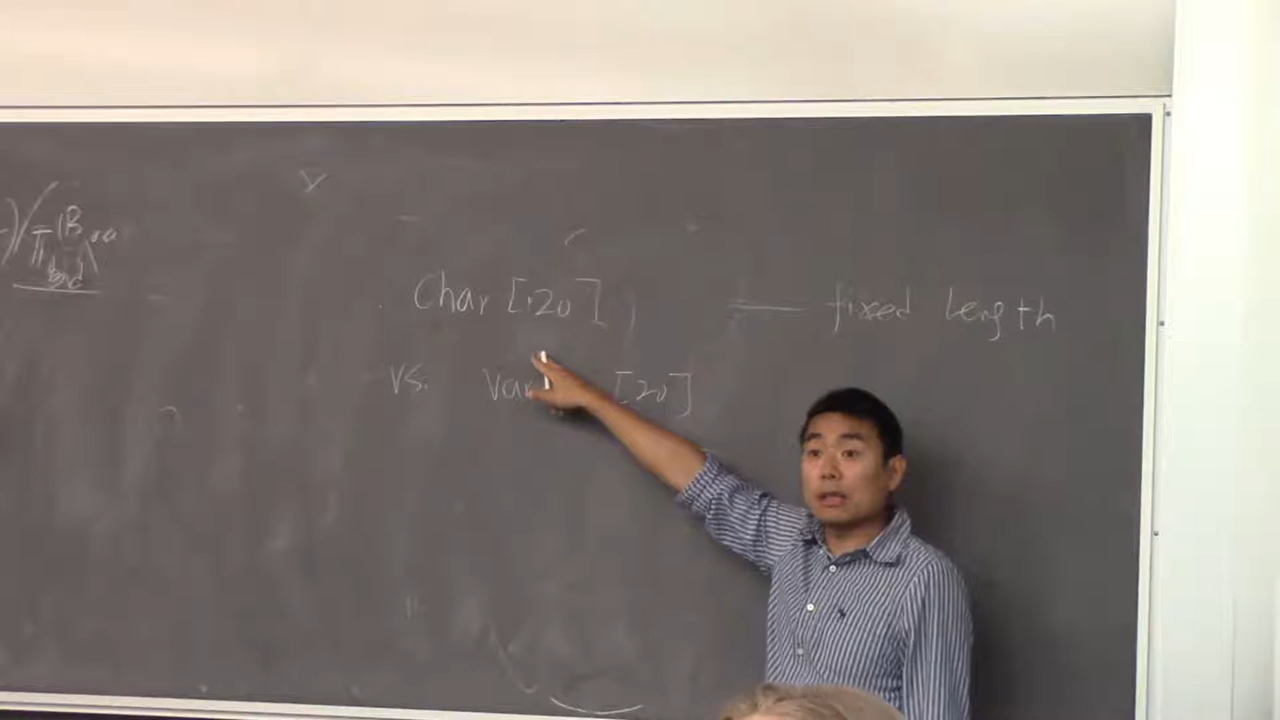 Char [120] — fixed length
vs. Var [20]